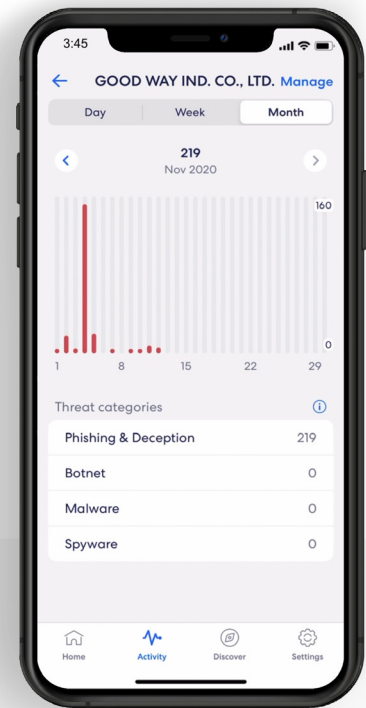 3:45
GOOD WAY IND. CO., LTD. Manage
Day Week Month
219
Nov 2020
160
0
1 8 15 22 29
Threat categories
Phishing & Deception 219
Botnet 0
Malware 0
Spyware 0
Home Activity Discover Settings